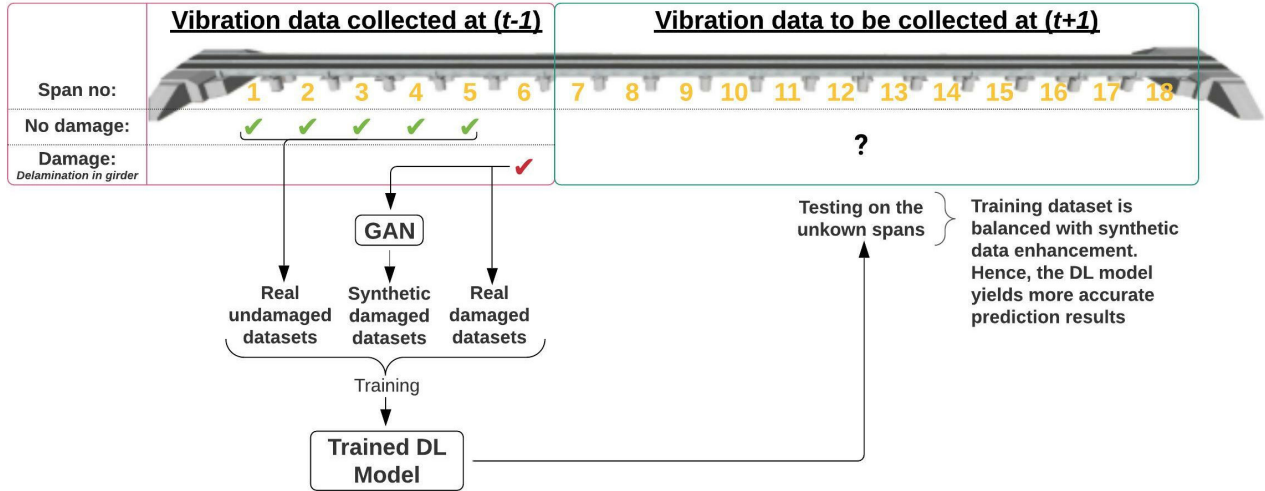 Vibration data collected at (t-1)
Vibration data to be collected at (t+1)
Span no:
1 2 3 4 5 6 7 8 9 10 11 12 13 14 15 16 17 18
No damage: ✔ ✔ ✔ ✔ ✔
?
Damage: ✔
Delamination in girder
GAN
Real
undamaged
datasets
Synthetic
damaged
datasets
Real
damaged
datasets
Training
Trained DL
Model
Testing on the
unkown spans
Training dataset is
balanced with synthetic
data enhancement.
Hence, the DL model
yields more accurate
prediction results